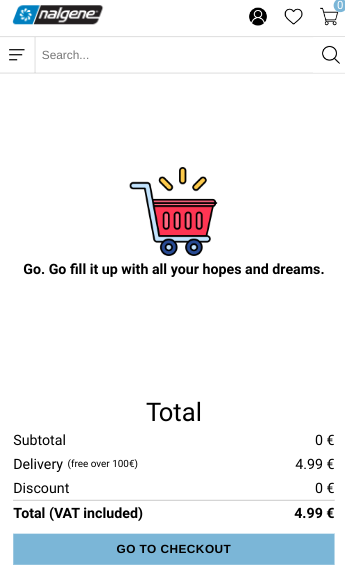 nalgene
0
Search...
Go. Go fill it up with all your hopes and dreams.
Total
Subtotal 0 €
Delivery (free over 100€) 4.99 €
Discount 0 €
Total (VAT included) 4.99 €
GO TO CHECKOUT